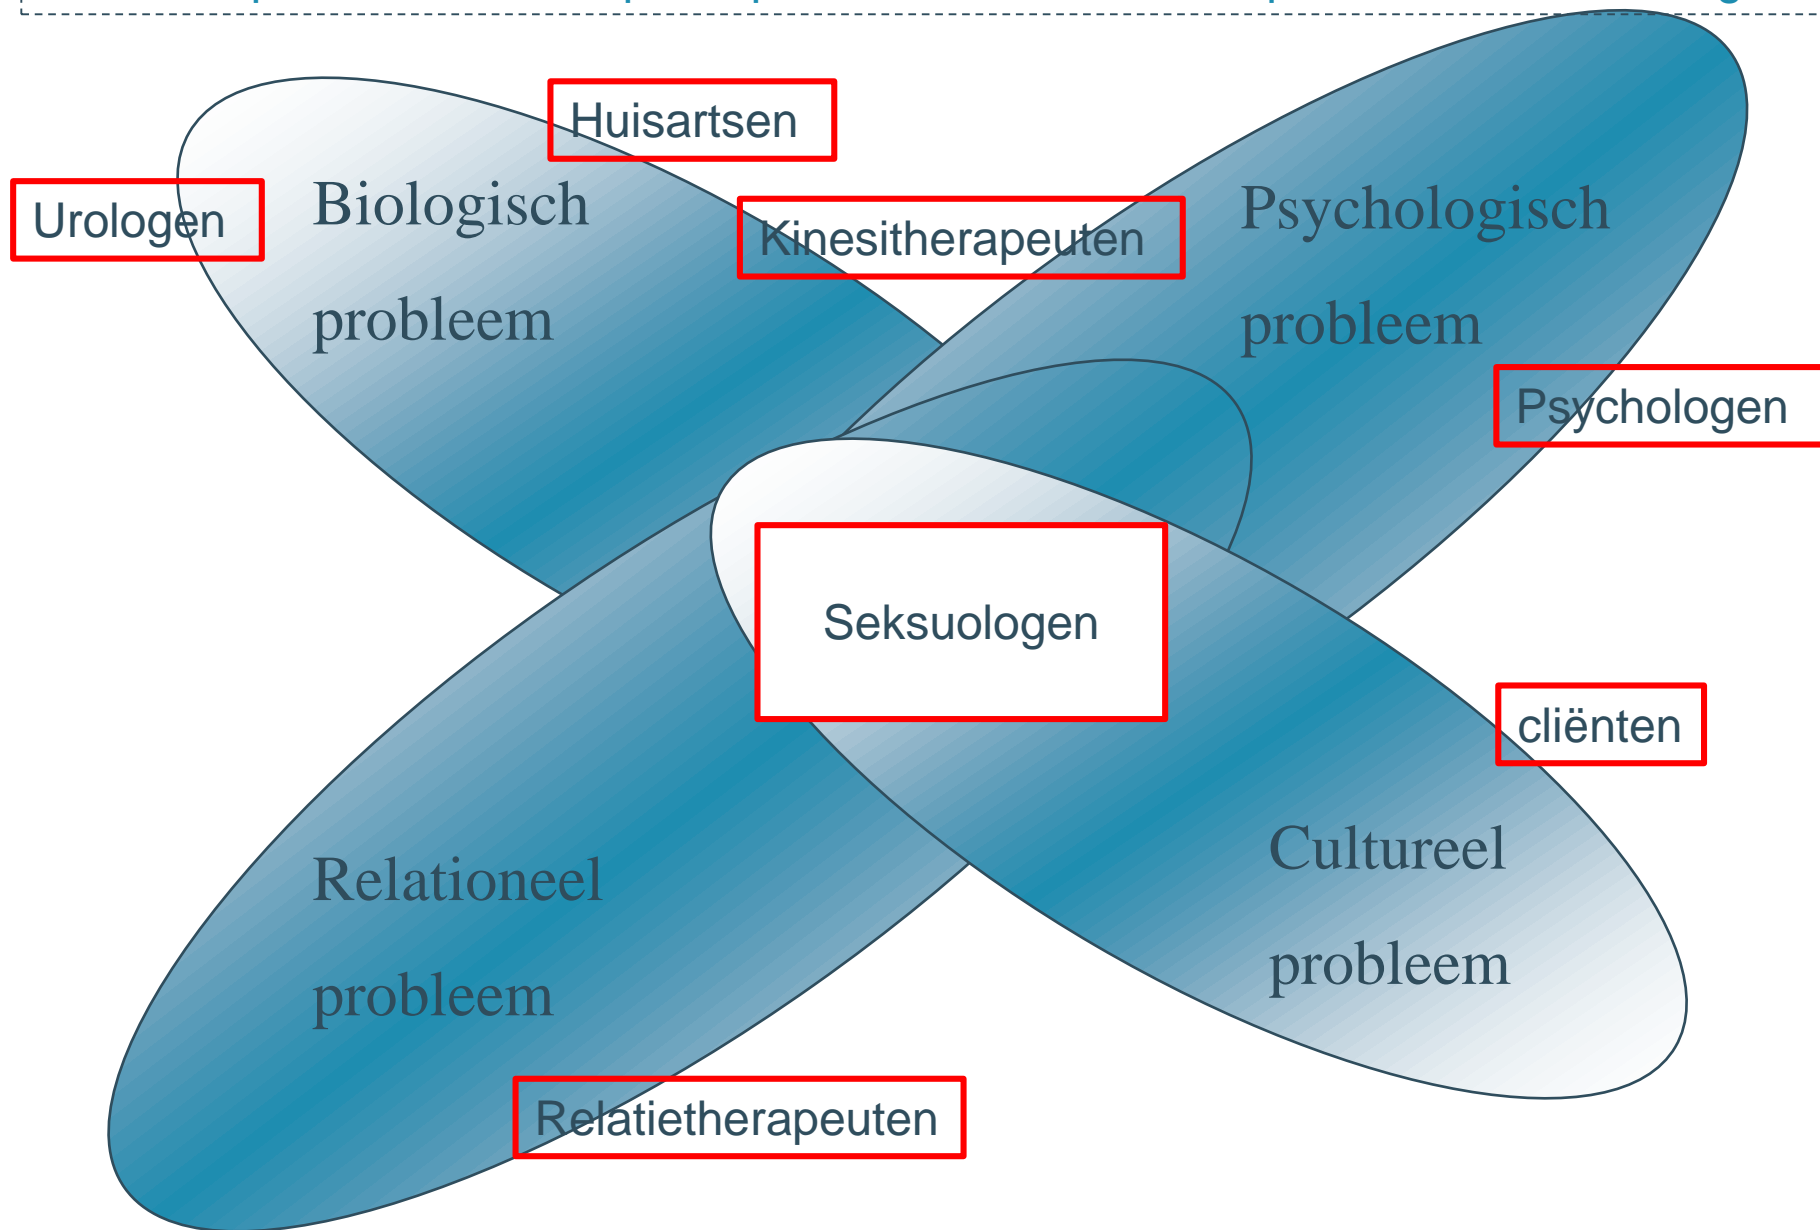 Huisartsen
Urologen
Biologisch
probleem
Kinesitherapeuten
Psychologisch
probleem
Psychologen
Seksuologen
cliënten
Relationeel
probleem
Cultureel
probleem
Relatietherapeuten